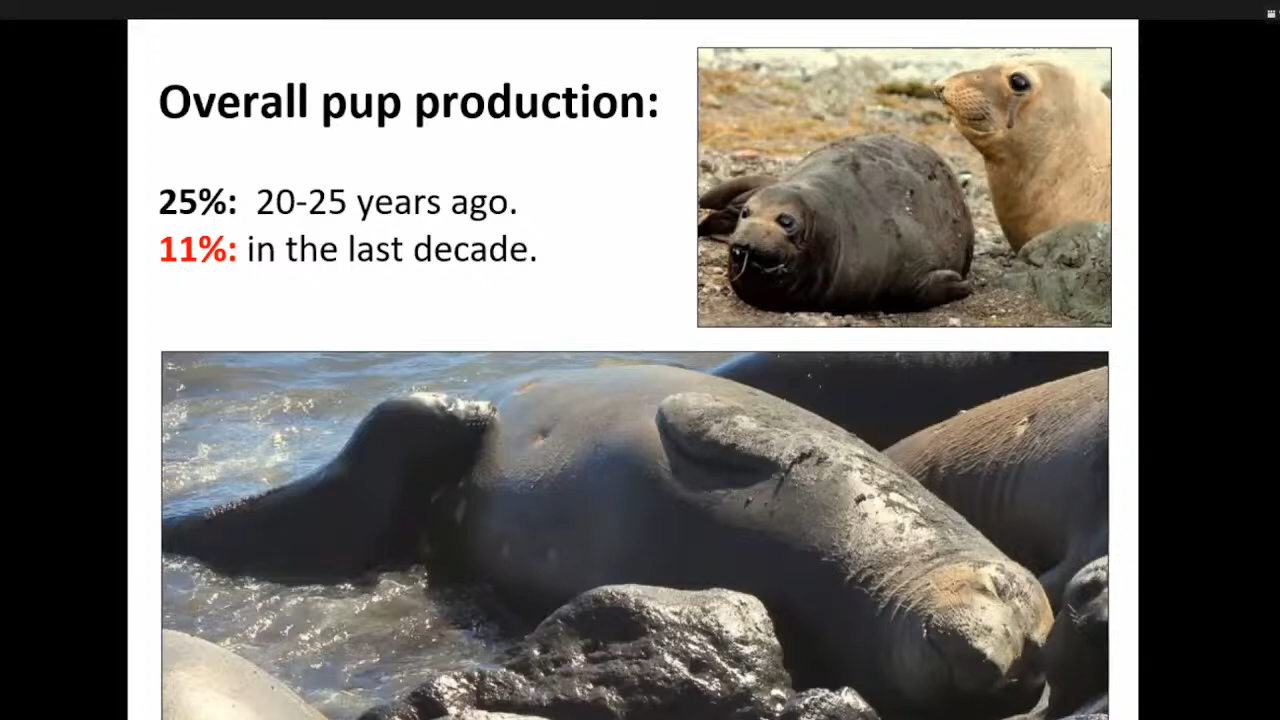 Overall pup production:
25%: 20-25 years ago.
11%: in the last decade.